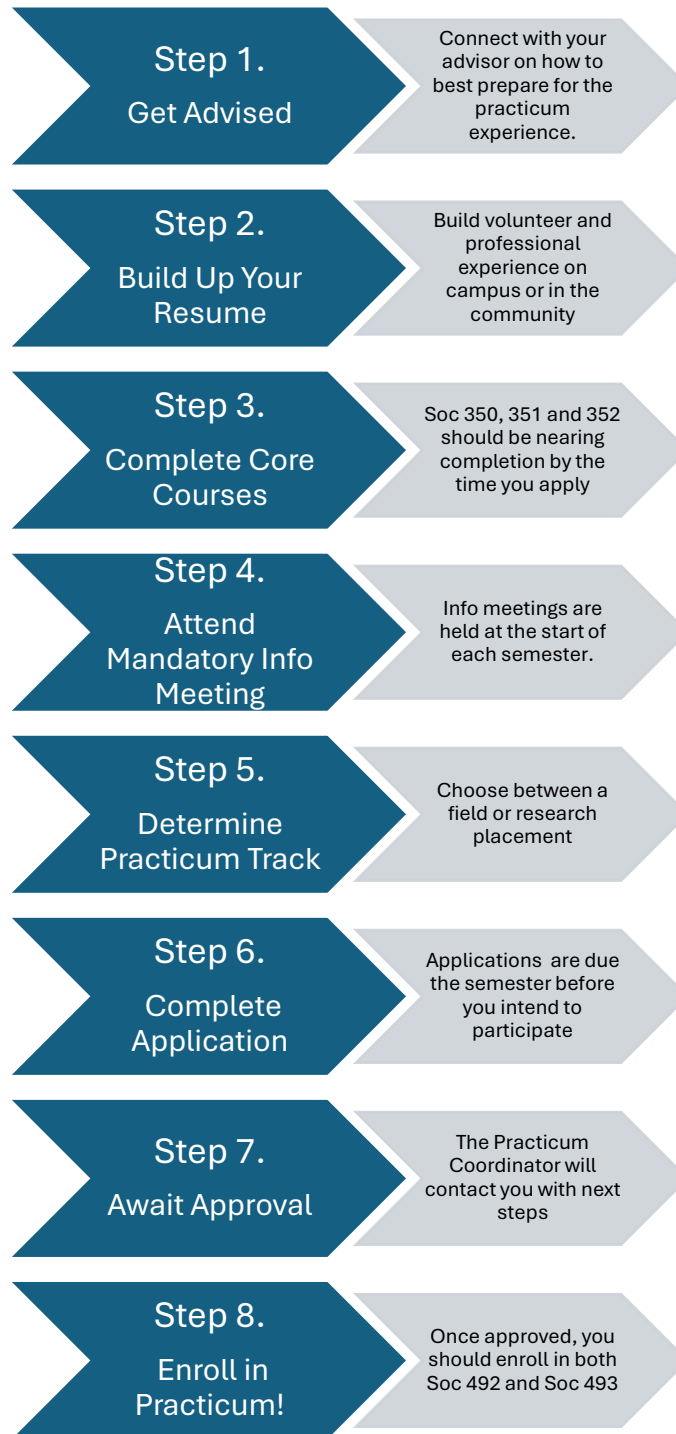 Step 1.
Get Advised
Connect with your
advisor on how to
best prepare for the
practicum
experience.
Step 2.
Build Up Your
Resume
Build volunteer and
professional
experience on
campus or in the
community
Step 3.
Complete Core
Courses
Soc 350, 351 and 352
should be nearing
completion by the
time you apply
Step 4.
Attend
Mandatory Info
Meeting
Info meetings are
held at the start of
each semester.
Step 5.
Determine
Practicum Track
Choose between a
field or research
placement
Step 6.
Complete
Application
Applications  are due
the semester before
you intend to
participate
Step 7.
Await Approval
The Practicum
Coordinator will
contact you with next
steps
Step 8.
Enroll in
Practicum!
Once approved, you
should enroll in both
Soc 492 and Soc 493